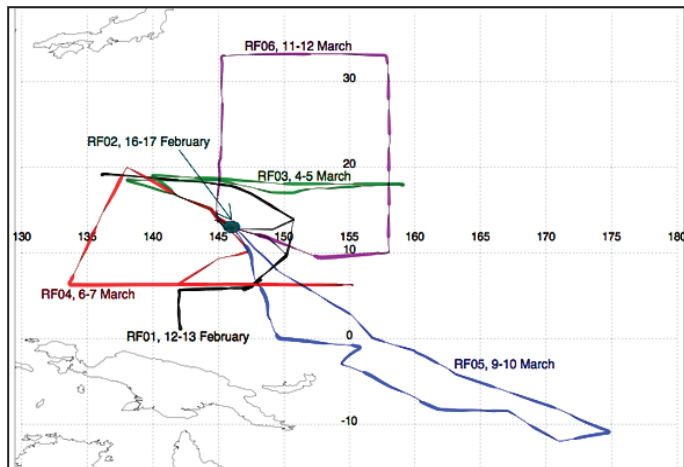 RF06, 11-12 March
30
RF02, 16-17 February
20
RF03, 4-5 March
130 135 140 145 150 155 160 165 170 175 180
10
RF04, 6-7 March
RF01, 12-13 February
0
RF05, 9-10 March
-10